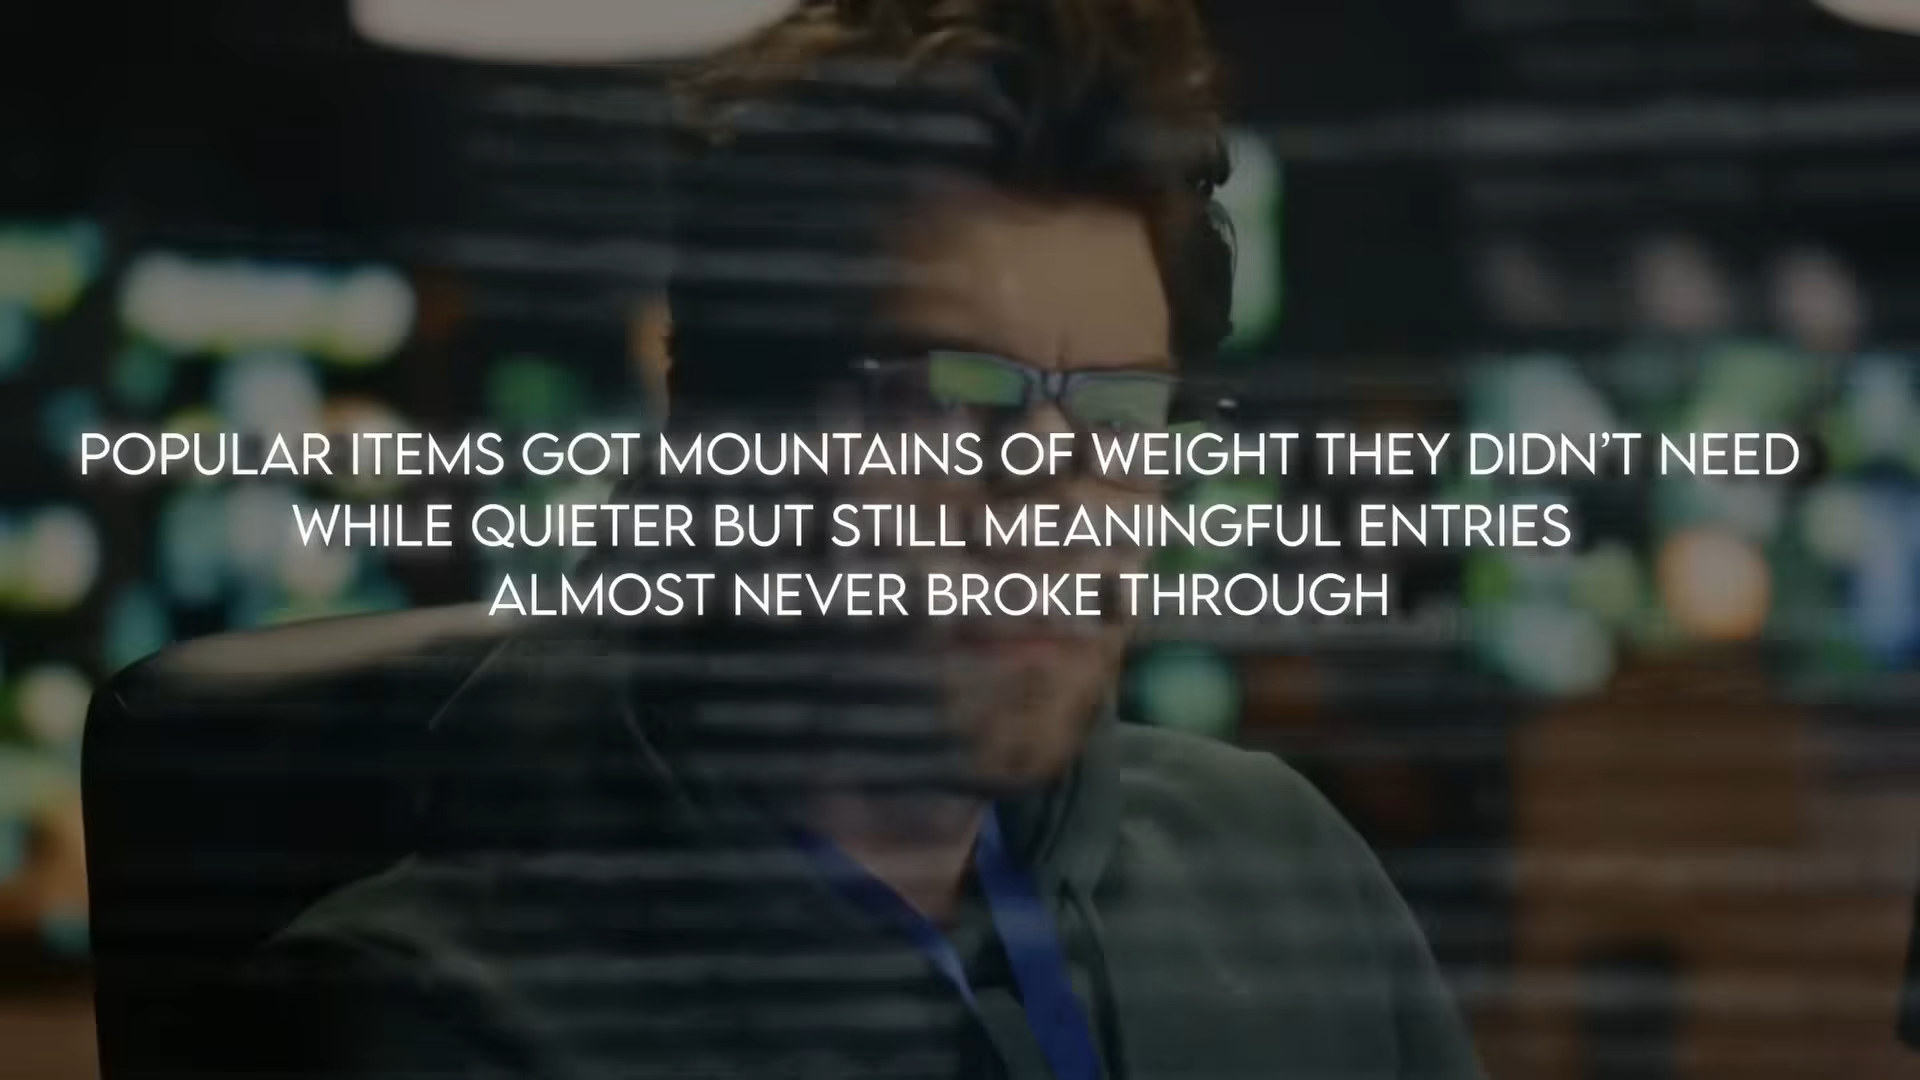 POPULAR ITEMS GOT MOUNTAINS OF WEIGHT THEY DIDN'T NEED
WHILE QUIETER BUT STILL MEANINGFUL ENTRIES
ALMOST NEVER BROKE THROUGH